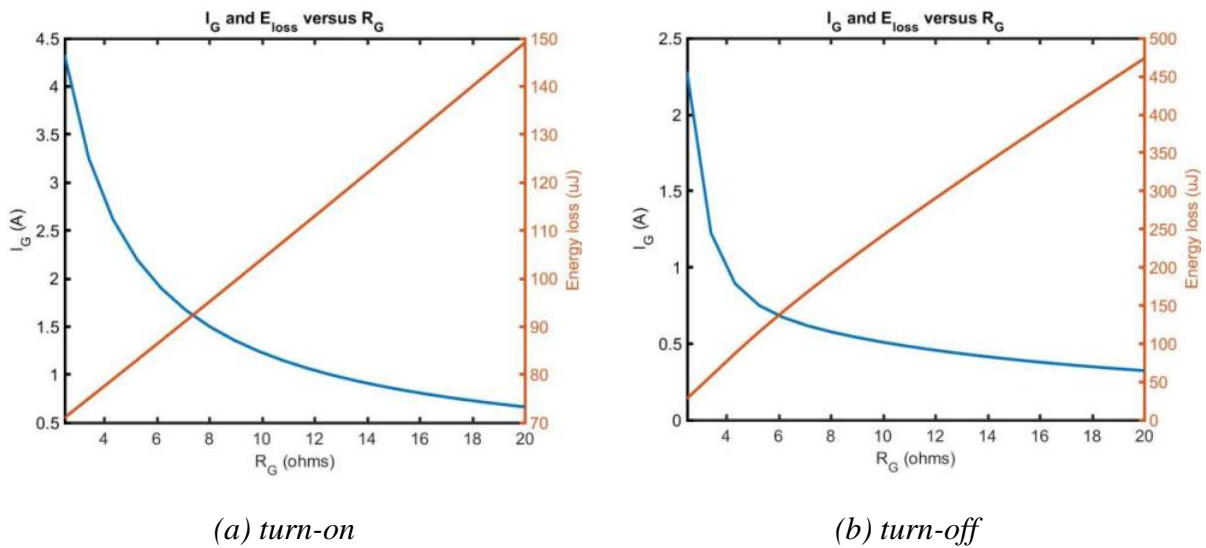 I_G and E_loss versus R_G
4.5
4
3.5
3
2.5
2
1.5
1
0.5
I_G (A)
150
140
130
120
110
100
90
80
70
Energy loss (uJ)
4 6 8 10 12 14 16 18 20
R_G (ohms)
(a) turn-on
I_G and E_loss versus R_G
2.5
2
1.5
1
0.5
0
I_G (A)
500
450
400
350
300
250
200
150
100
50
0
Energy loss (uJ)
4 6 8 10 12 14 16 18 20
R_G (ohms)
(b) turn-off